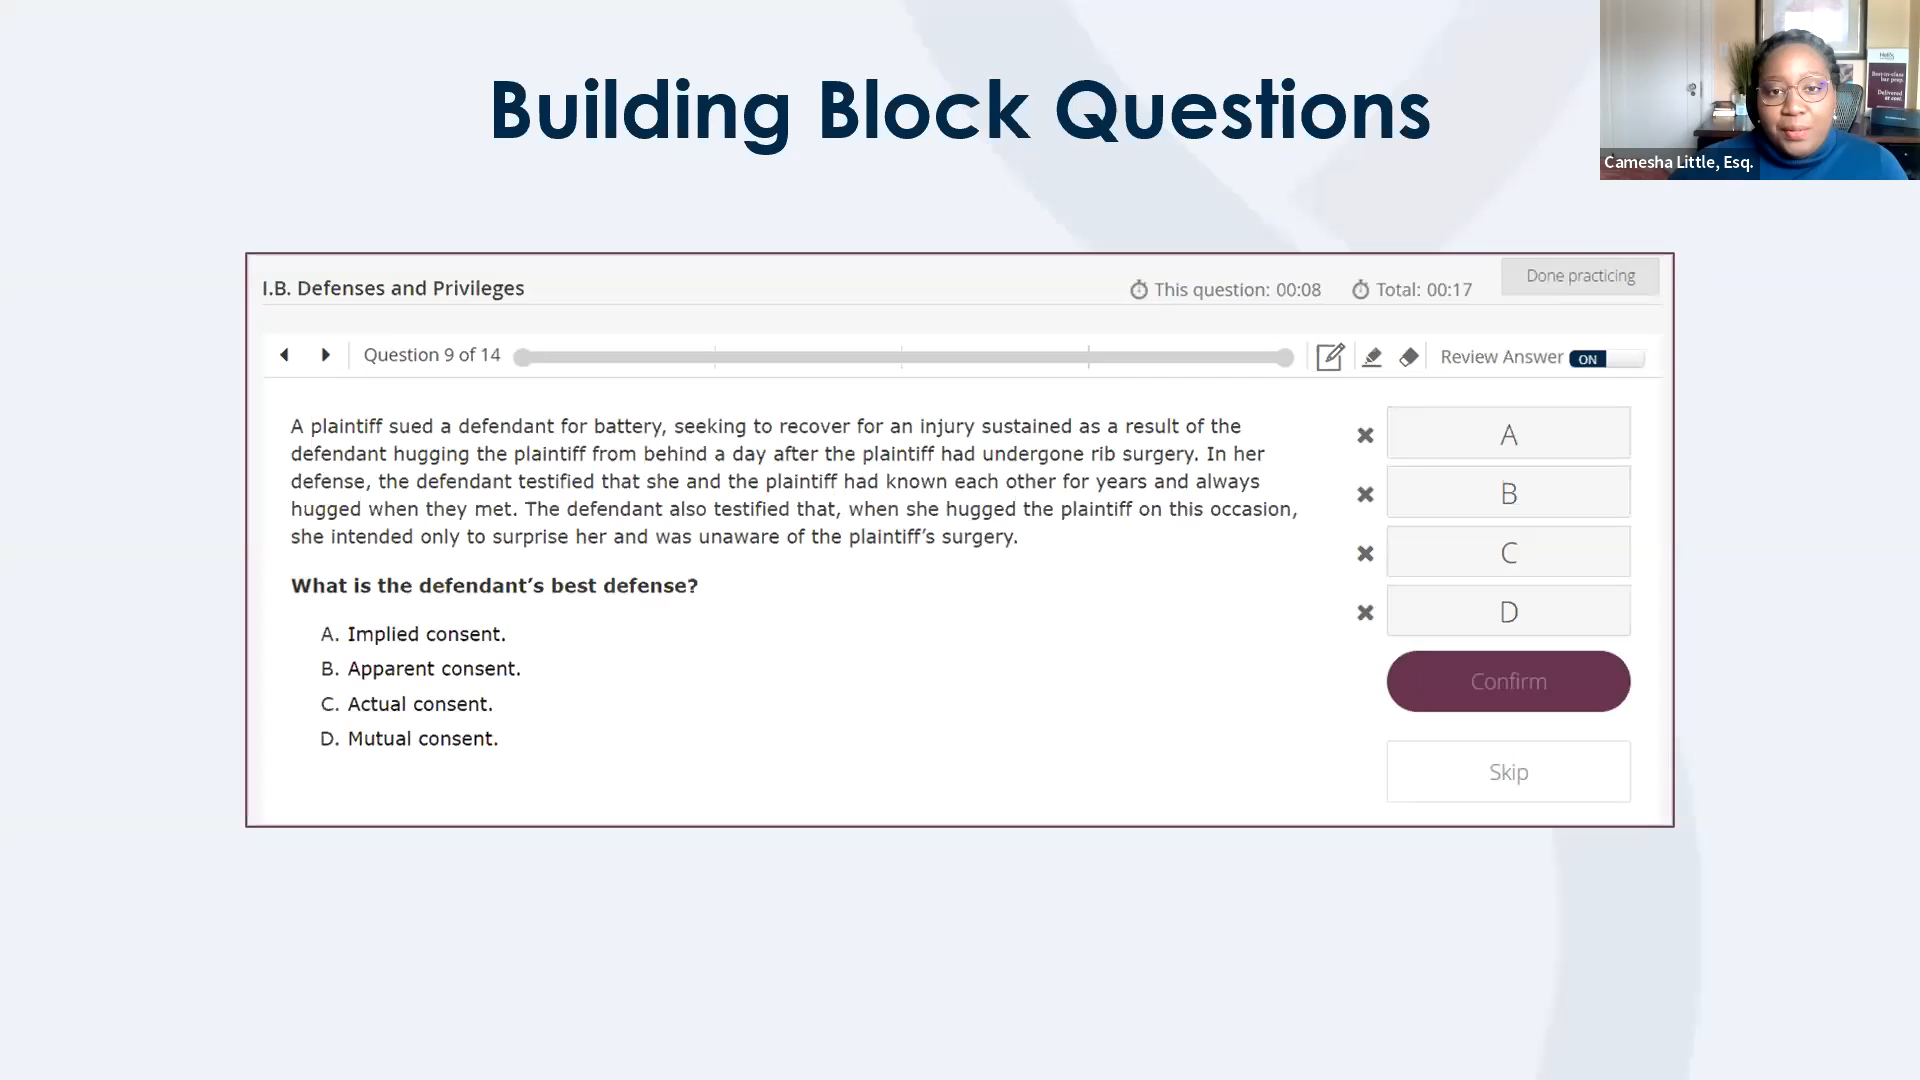 Building Block Questions
Camesha Little, Esq.
I.B. Defenses and Privileges
This question: 00:08
Total: 00:17
Done practicing
Question 9 of 14
Review Answer ON
A plaintiff sued a defendant for battery, seeking to recover for an injury sustained as a result of the
defendant hugging the plaintiff from behind a day after the plaintiff had undergone rib surgery. In her
defense, the defendant testified that she and the plaintiff had known each other for years and always
hugged when they met. The defendant also testified that, when she hugged the plaintiff on this occasion,
she intended only to surprise her and was unaware of the plaintiff’s surgery.
What is the defendant’s best defense?
A. Implied consent.
B. Apparent consent.
C. Actual consent.
D. Mutual consent.
A
B
C
D
Confirm
Skip